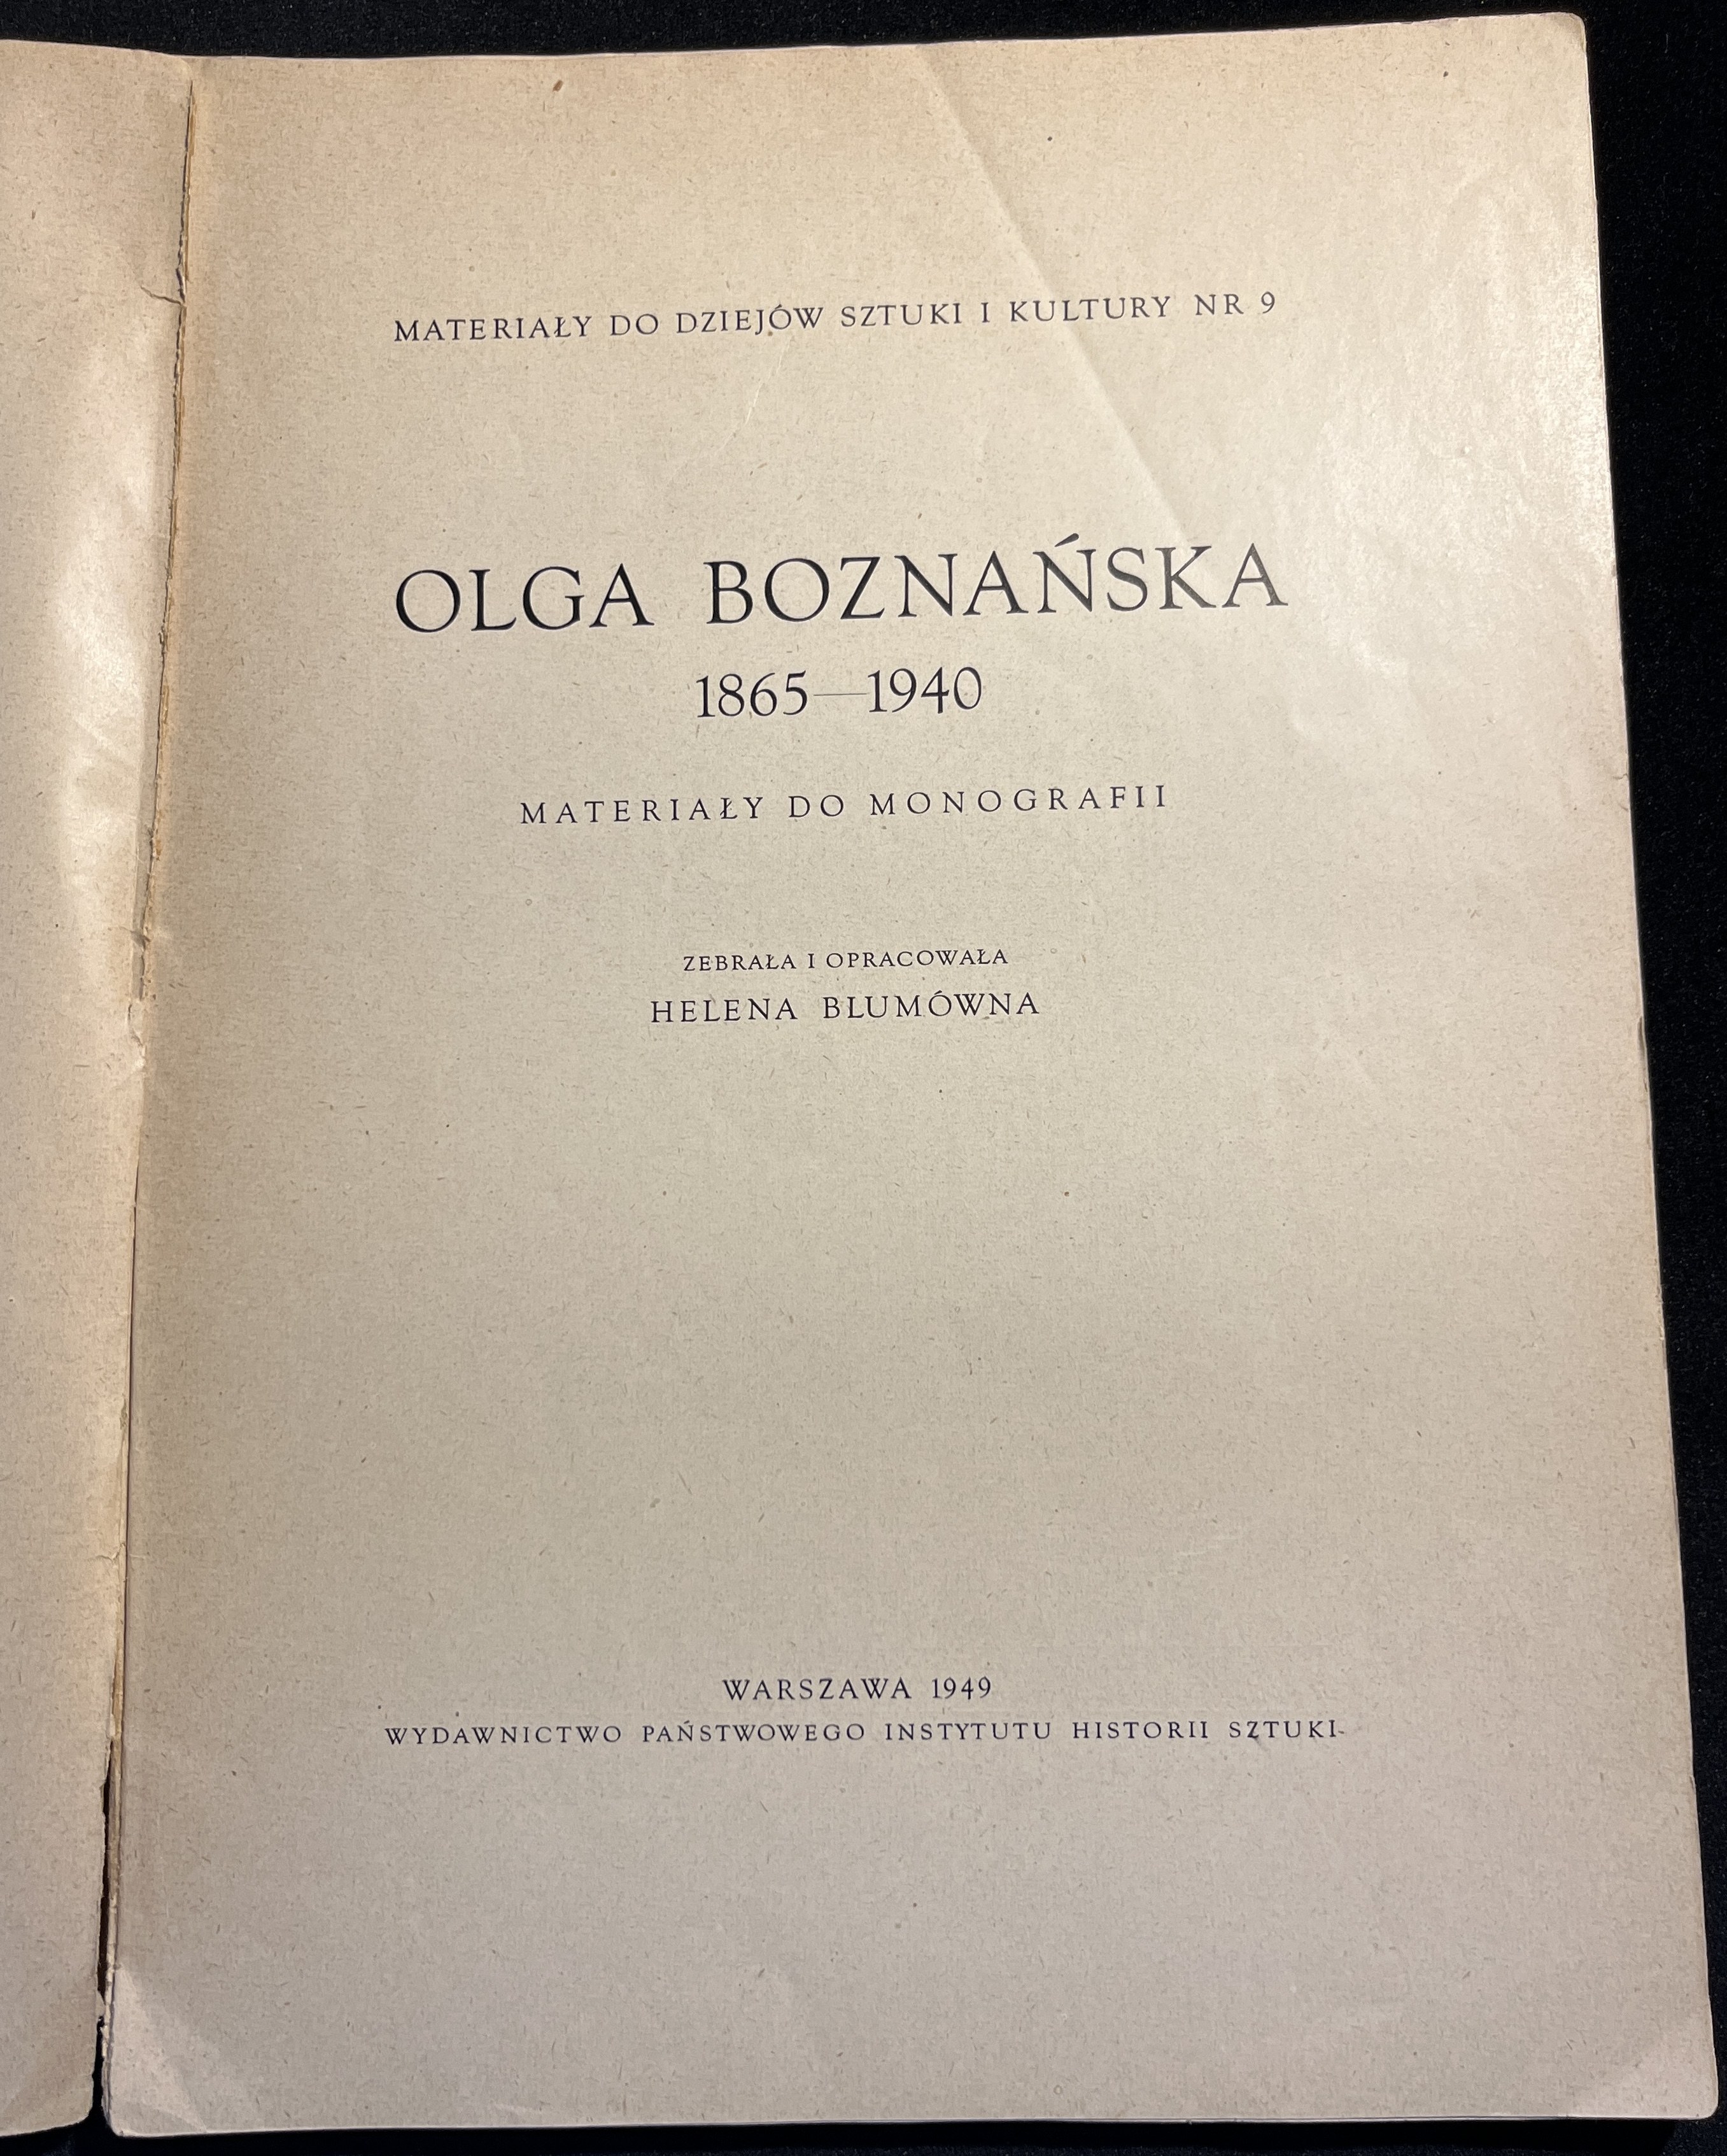 MATERIAŁY DO DZIEJÓW SZTUKI I KULTURY NR 9
OLGA BOZNAŃSKA
1865—1940
MATERIAŁY DO MONOGRAFII
ZEBRAŁA I OPRACOWAŁA
HELENA BLUMÓWNA
WARSZAWA 1949
WYDAWNICTWO PAŃSTWOWEGO INSTYTUTU HISTORII SZTUKI